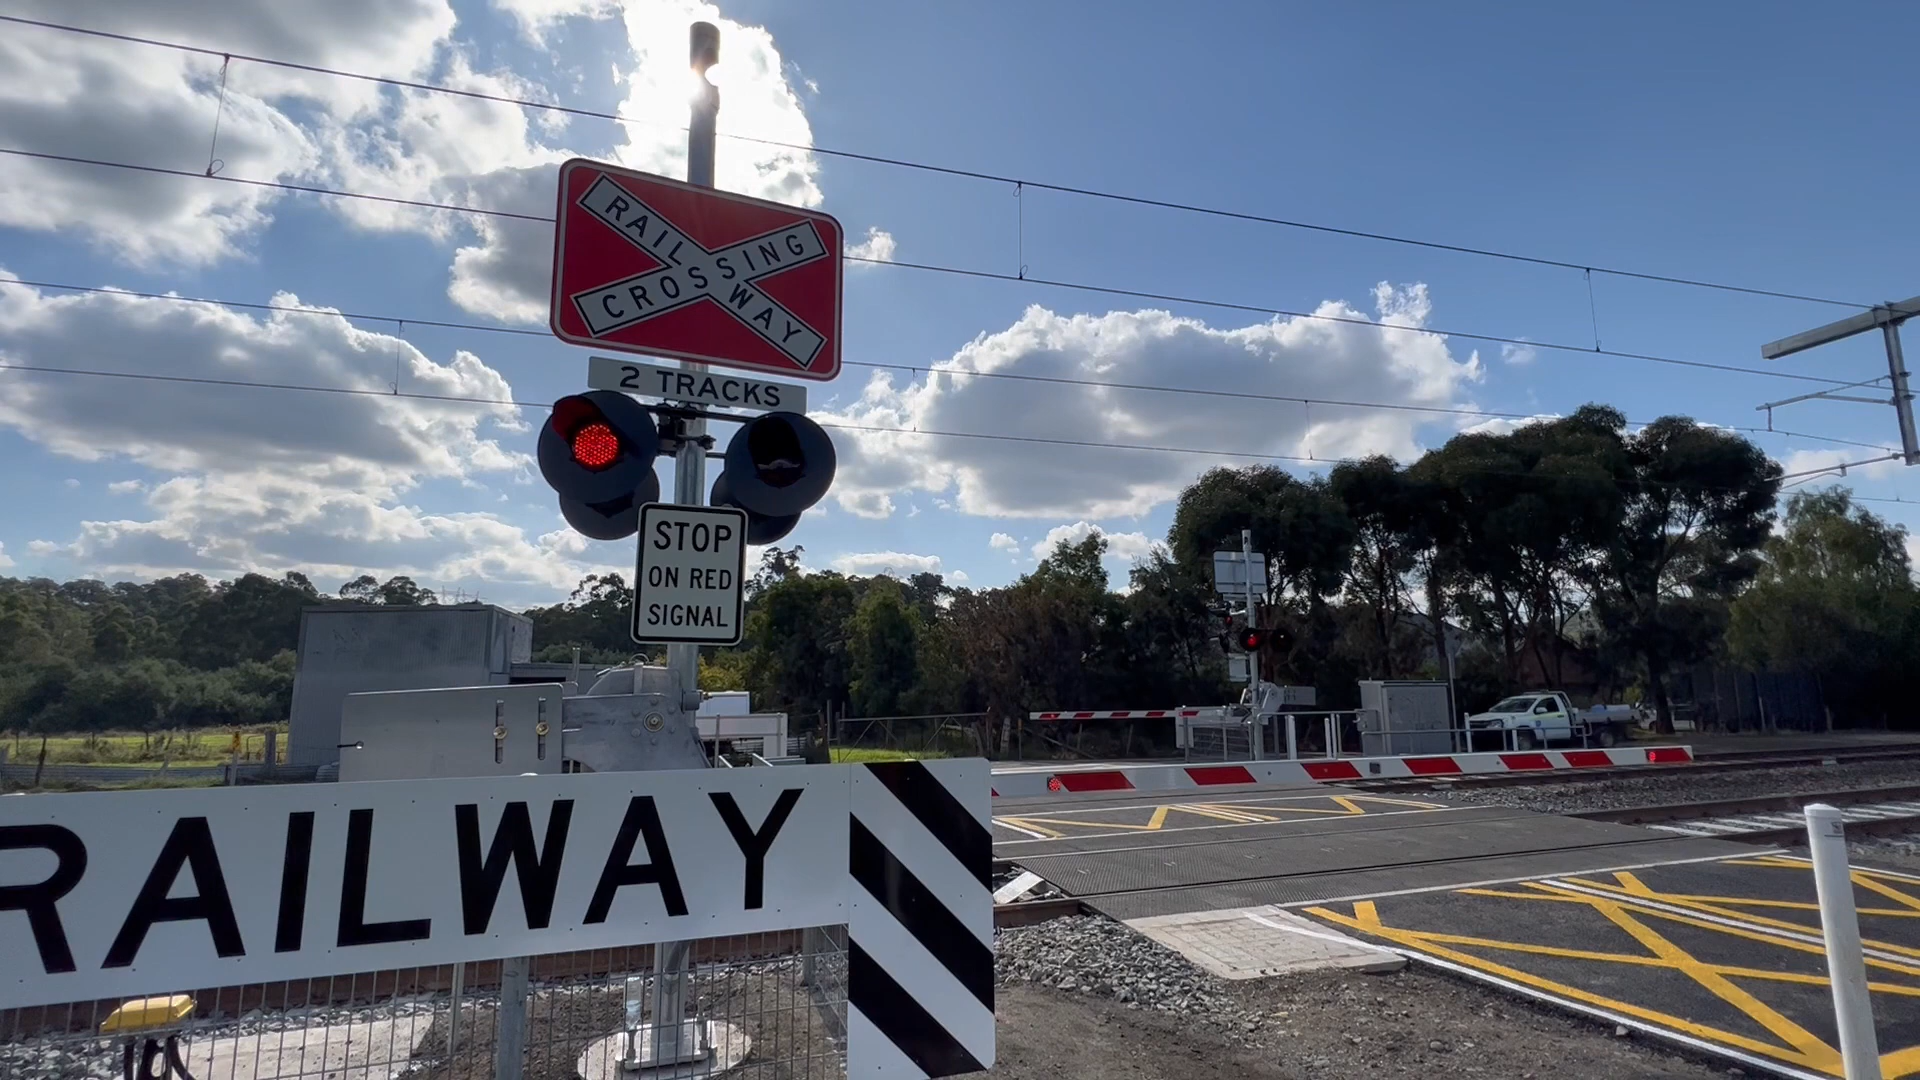 RAILWAY
CROSSING
2 TRACKS
STOP
ON RED
SIGNAL
RAILWAY